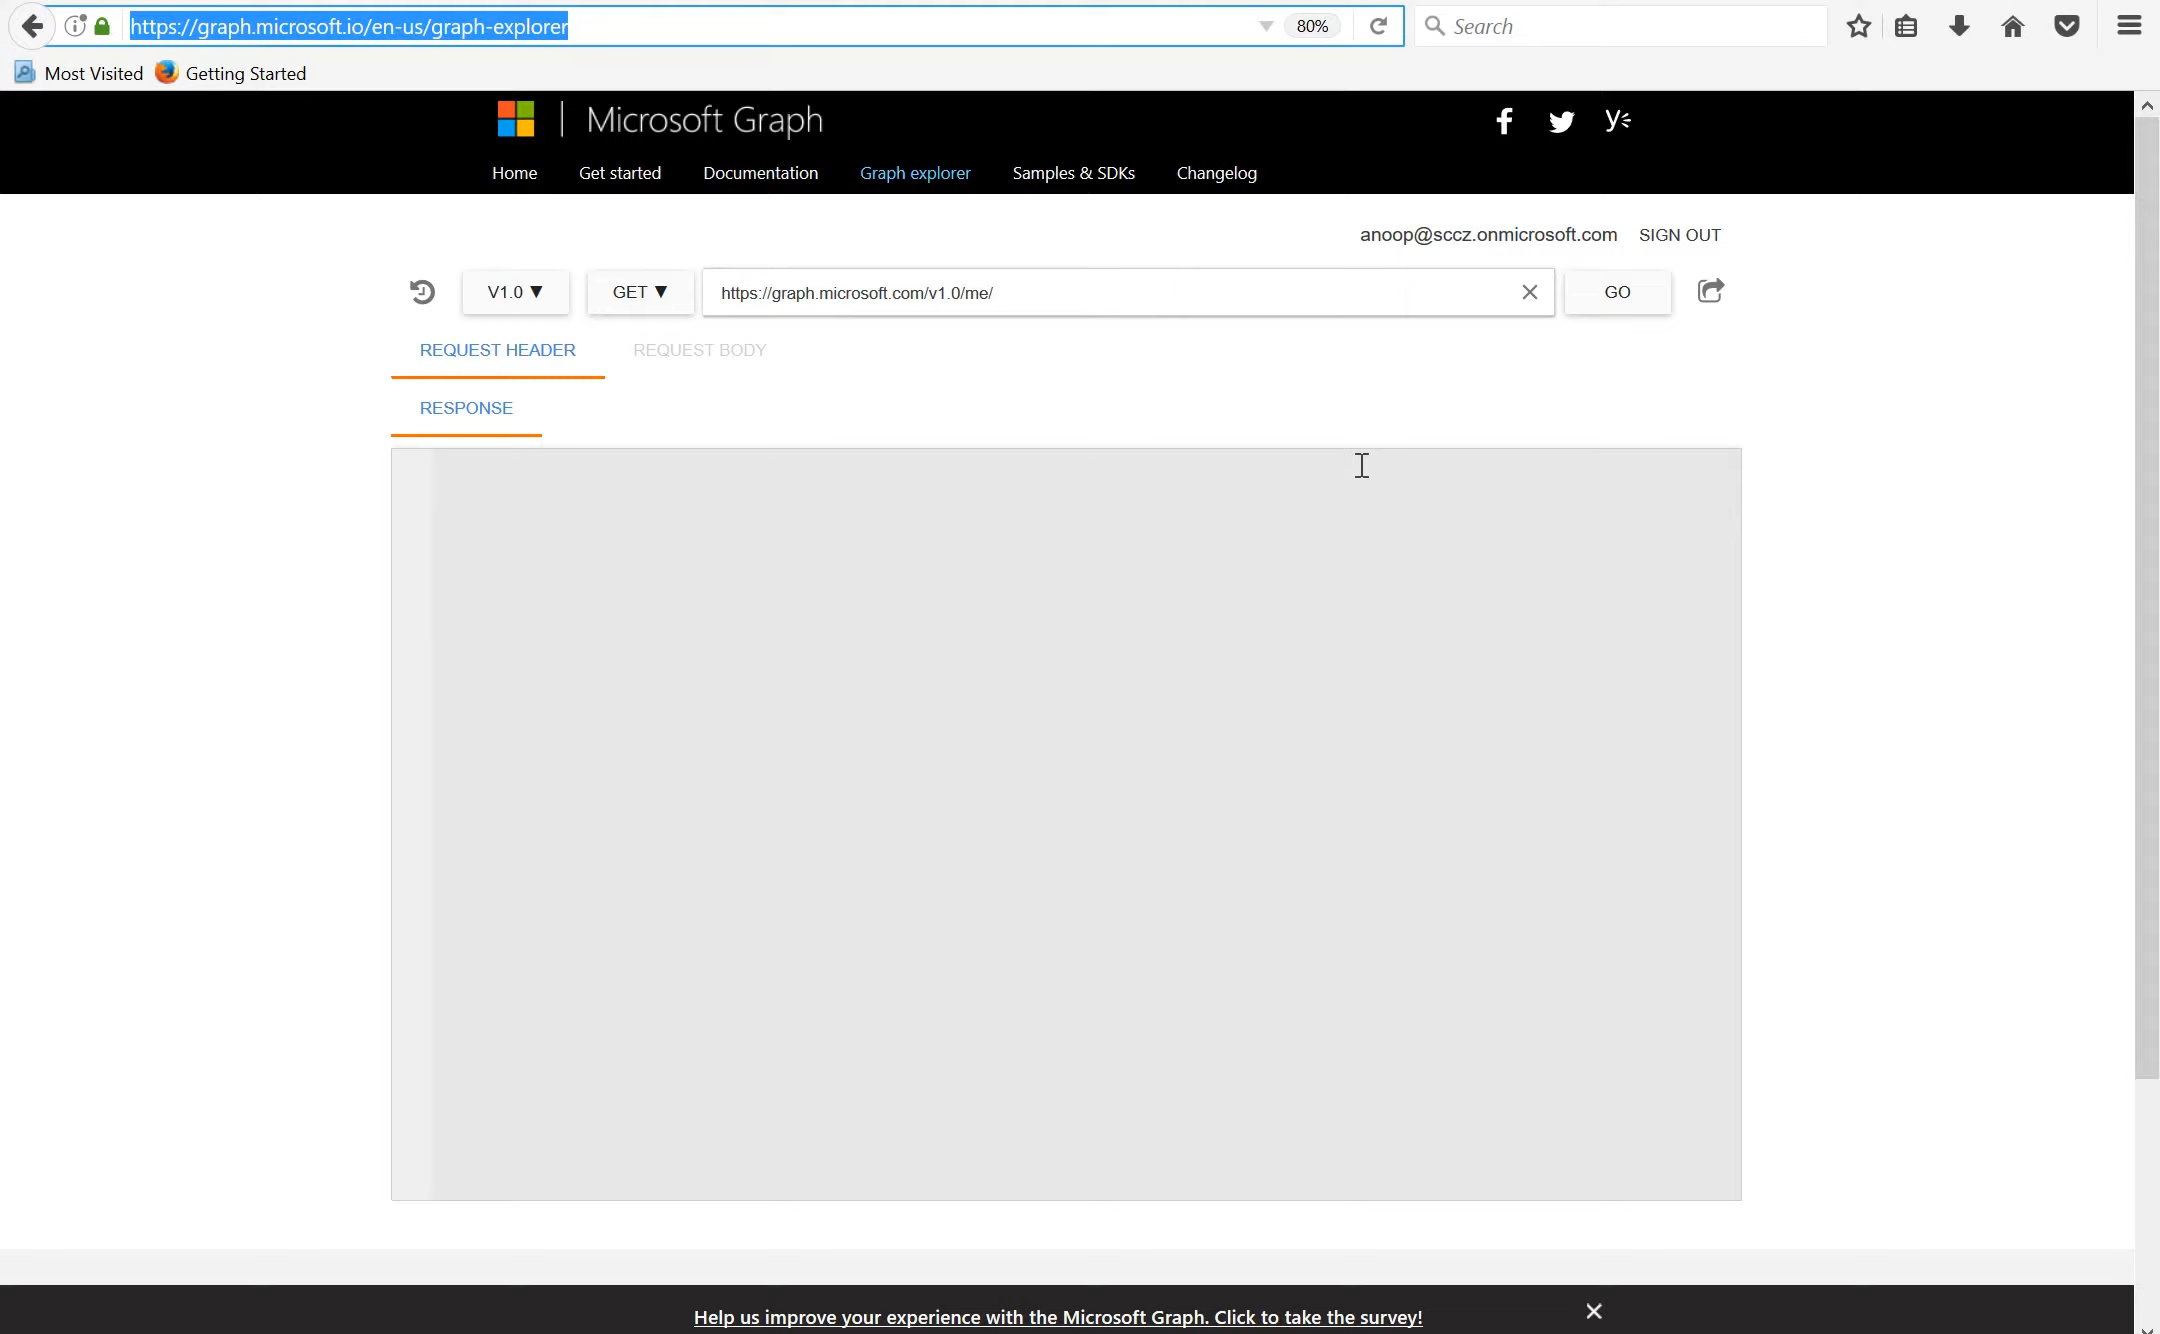 https://graph.microsoft.io/en-us/graph-explorer
80%
Search
Most Visited
Getting Started
Microsoft Graph
Home
Get started
Documentation
Graph explorer
Samples & SDKs
Changelog
anoop@sccz.onmicrosoft.com
SIGN OUT
V1.0 ▼
GET ▼
https://graph.microsoft.com/v1.0/me/
GO
REQUEST HEADER
REQUEST BODY
RESPONSE
Help us improve your experience with the Microsoft Graph. Click to take the survey!